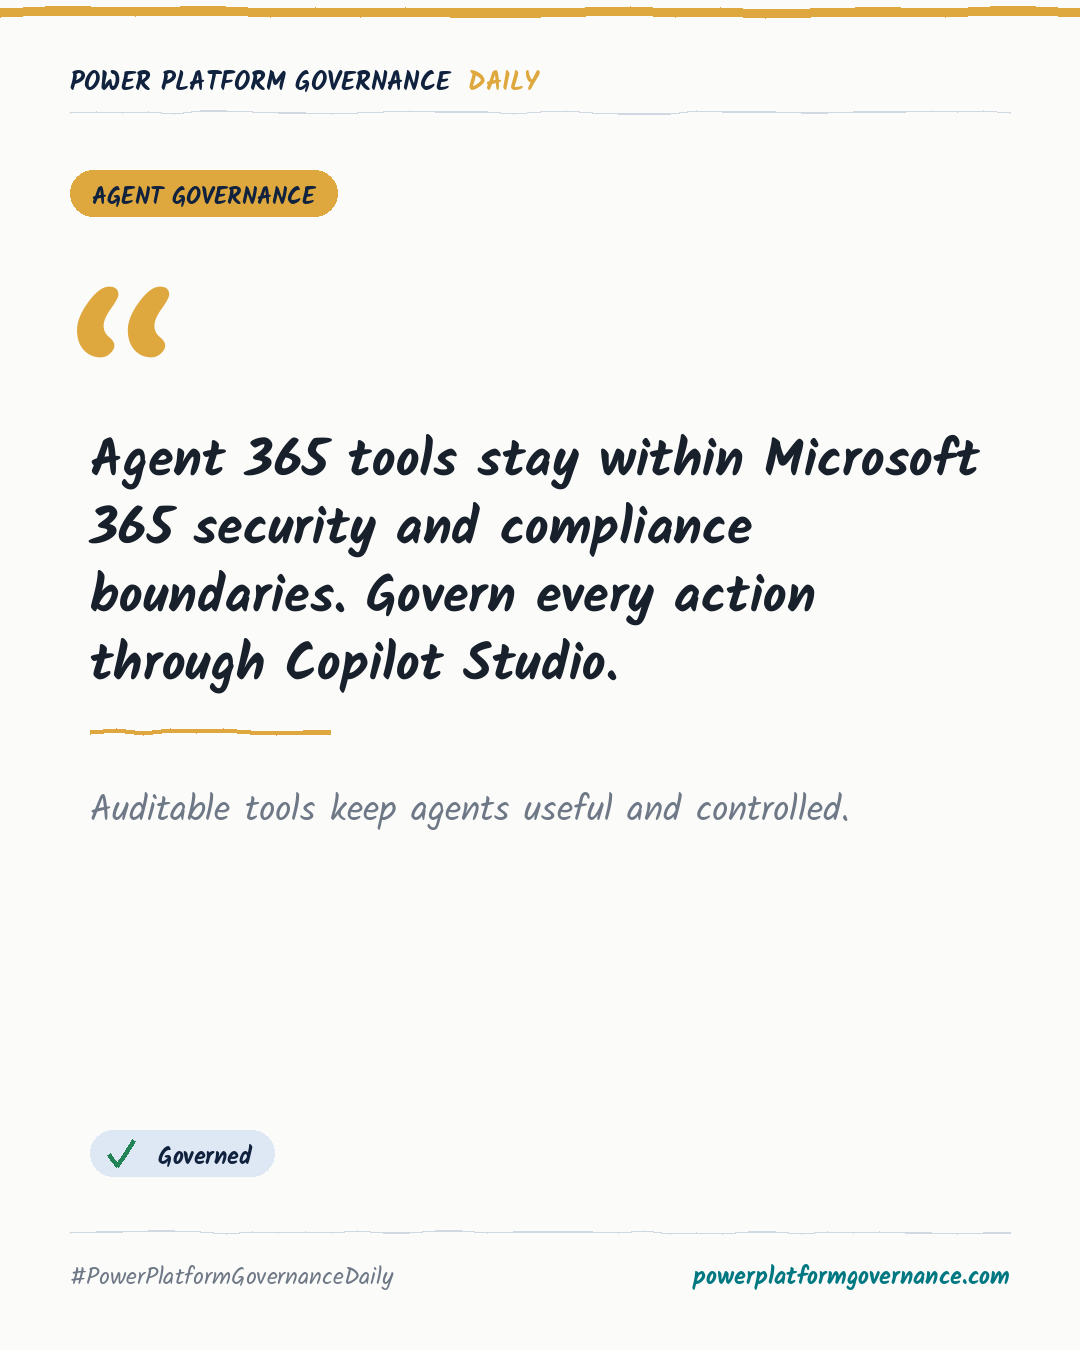 POWER PLATFORM GOVERNANCE DAILY
AGENT GOVERNANCE
“
Agent 365 tools stay within Microsoft
365 security and compliance
boundaries. Govern every action
through Copilot Studio.
Auditable tools keep agents useful and controlled.
✓ Governed
#PowerPlatformGovernanceDaily
powerplatformgovernance.com